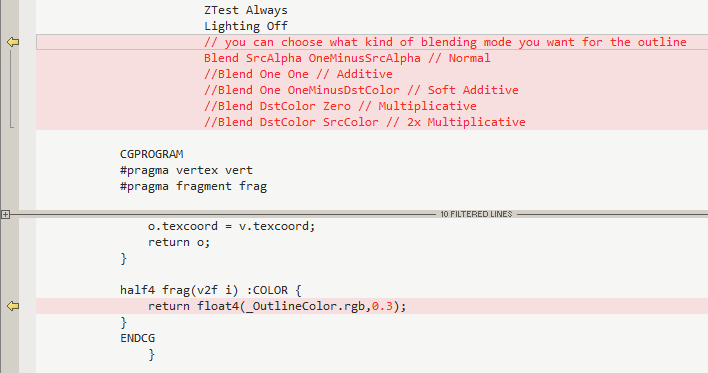 ZTest Always
Lighting Off
// you can choose what kind of blending mode you want for the outline
Blend SrcAlpha OneMinusSrcAlpha // Normal
//Blend One One // Additive
//Blend One OneMinusDstColor // Soft Additive
//Blend DstColor Zero // Multiplicative
//Blend DstColor SrcColor // 2x Multiplicative
CGPROGRAM
#pragma vertex vert
#pragma fragment frag
10 FILTERED LINES
o.texcoord = v.texcoord;
return o;
}
half4 frag(v2f i) :COLOR {
return float4(_OutlineColor.rgb,0.3);
}
ENDCG
}